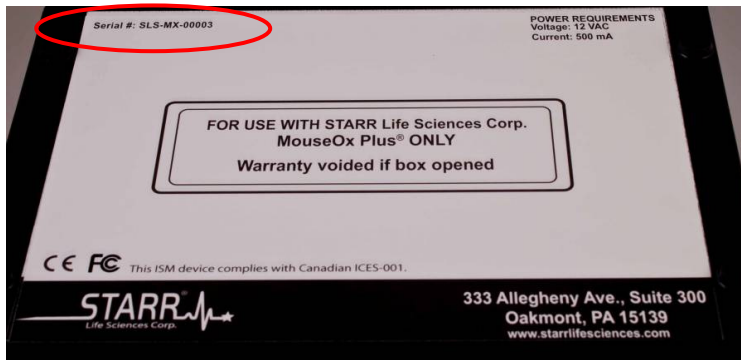 Serial #: SLS-MX-00003
POWER REQUIREMENTS
Voltage: 12 VAC
Current: 500 mA
FOR USE WITH STARR Life Sciences Corp.
MouseOx Plus® ONLY
Warranty voided if box opened
CE FC This ISM device complies with Canadian ICES-001.
STARR®
Life Sciences Corp.
333 Allegheny Ave., Suite 300
Oakmont, PA 15139
www.starrlifesciences.com